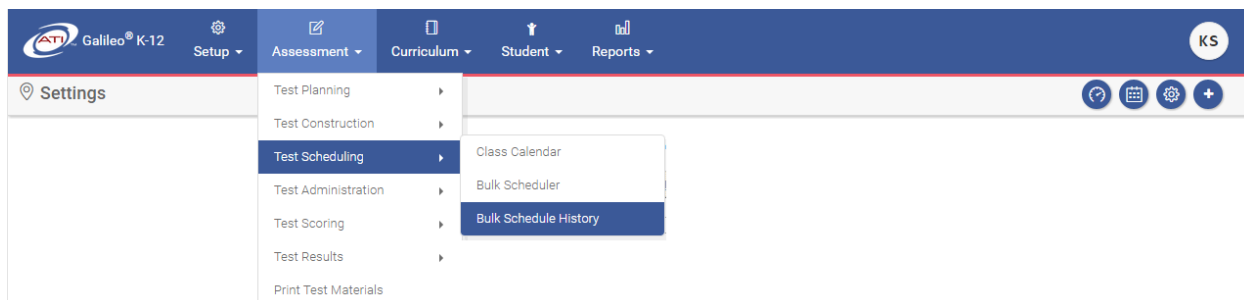 ATI Galileo® K-12
Setup
Assessment
Curriculum
Student
Reports
KS
Settings
Test Planning
Test Construction
Test Scheduling
Class Calendar
Bulk Scheduler
Bulk Schedule History
Test Administration
Test Scoring
Test Results
Print Test Materials